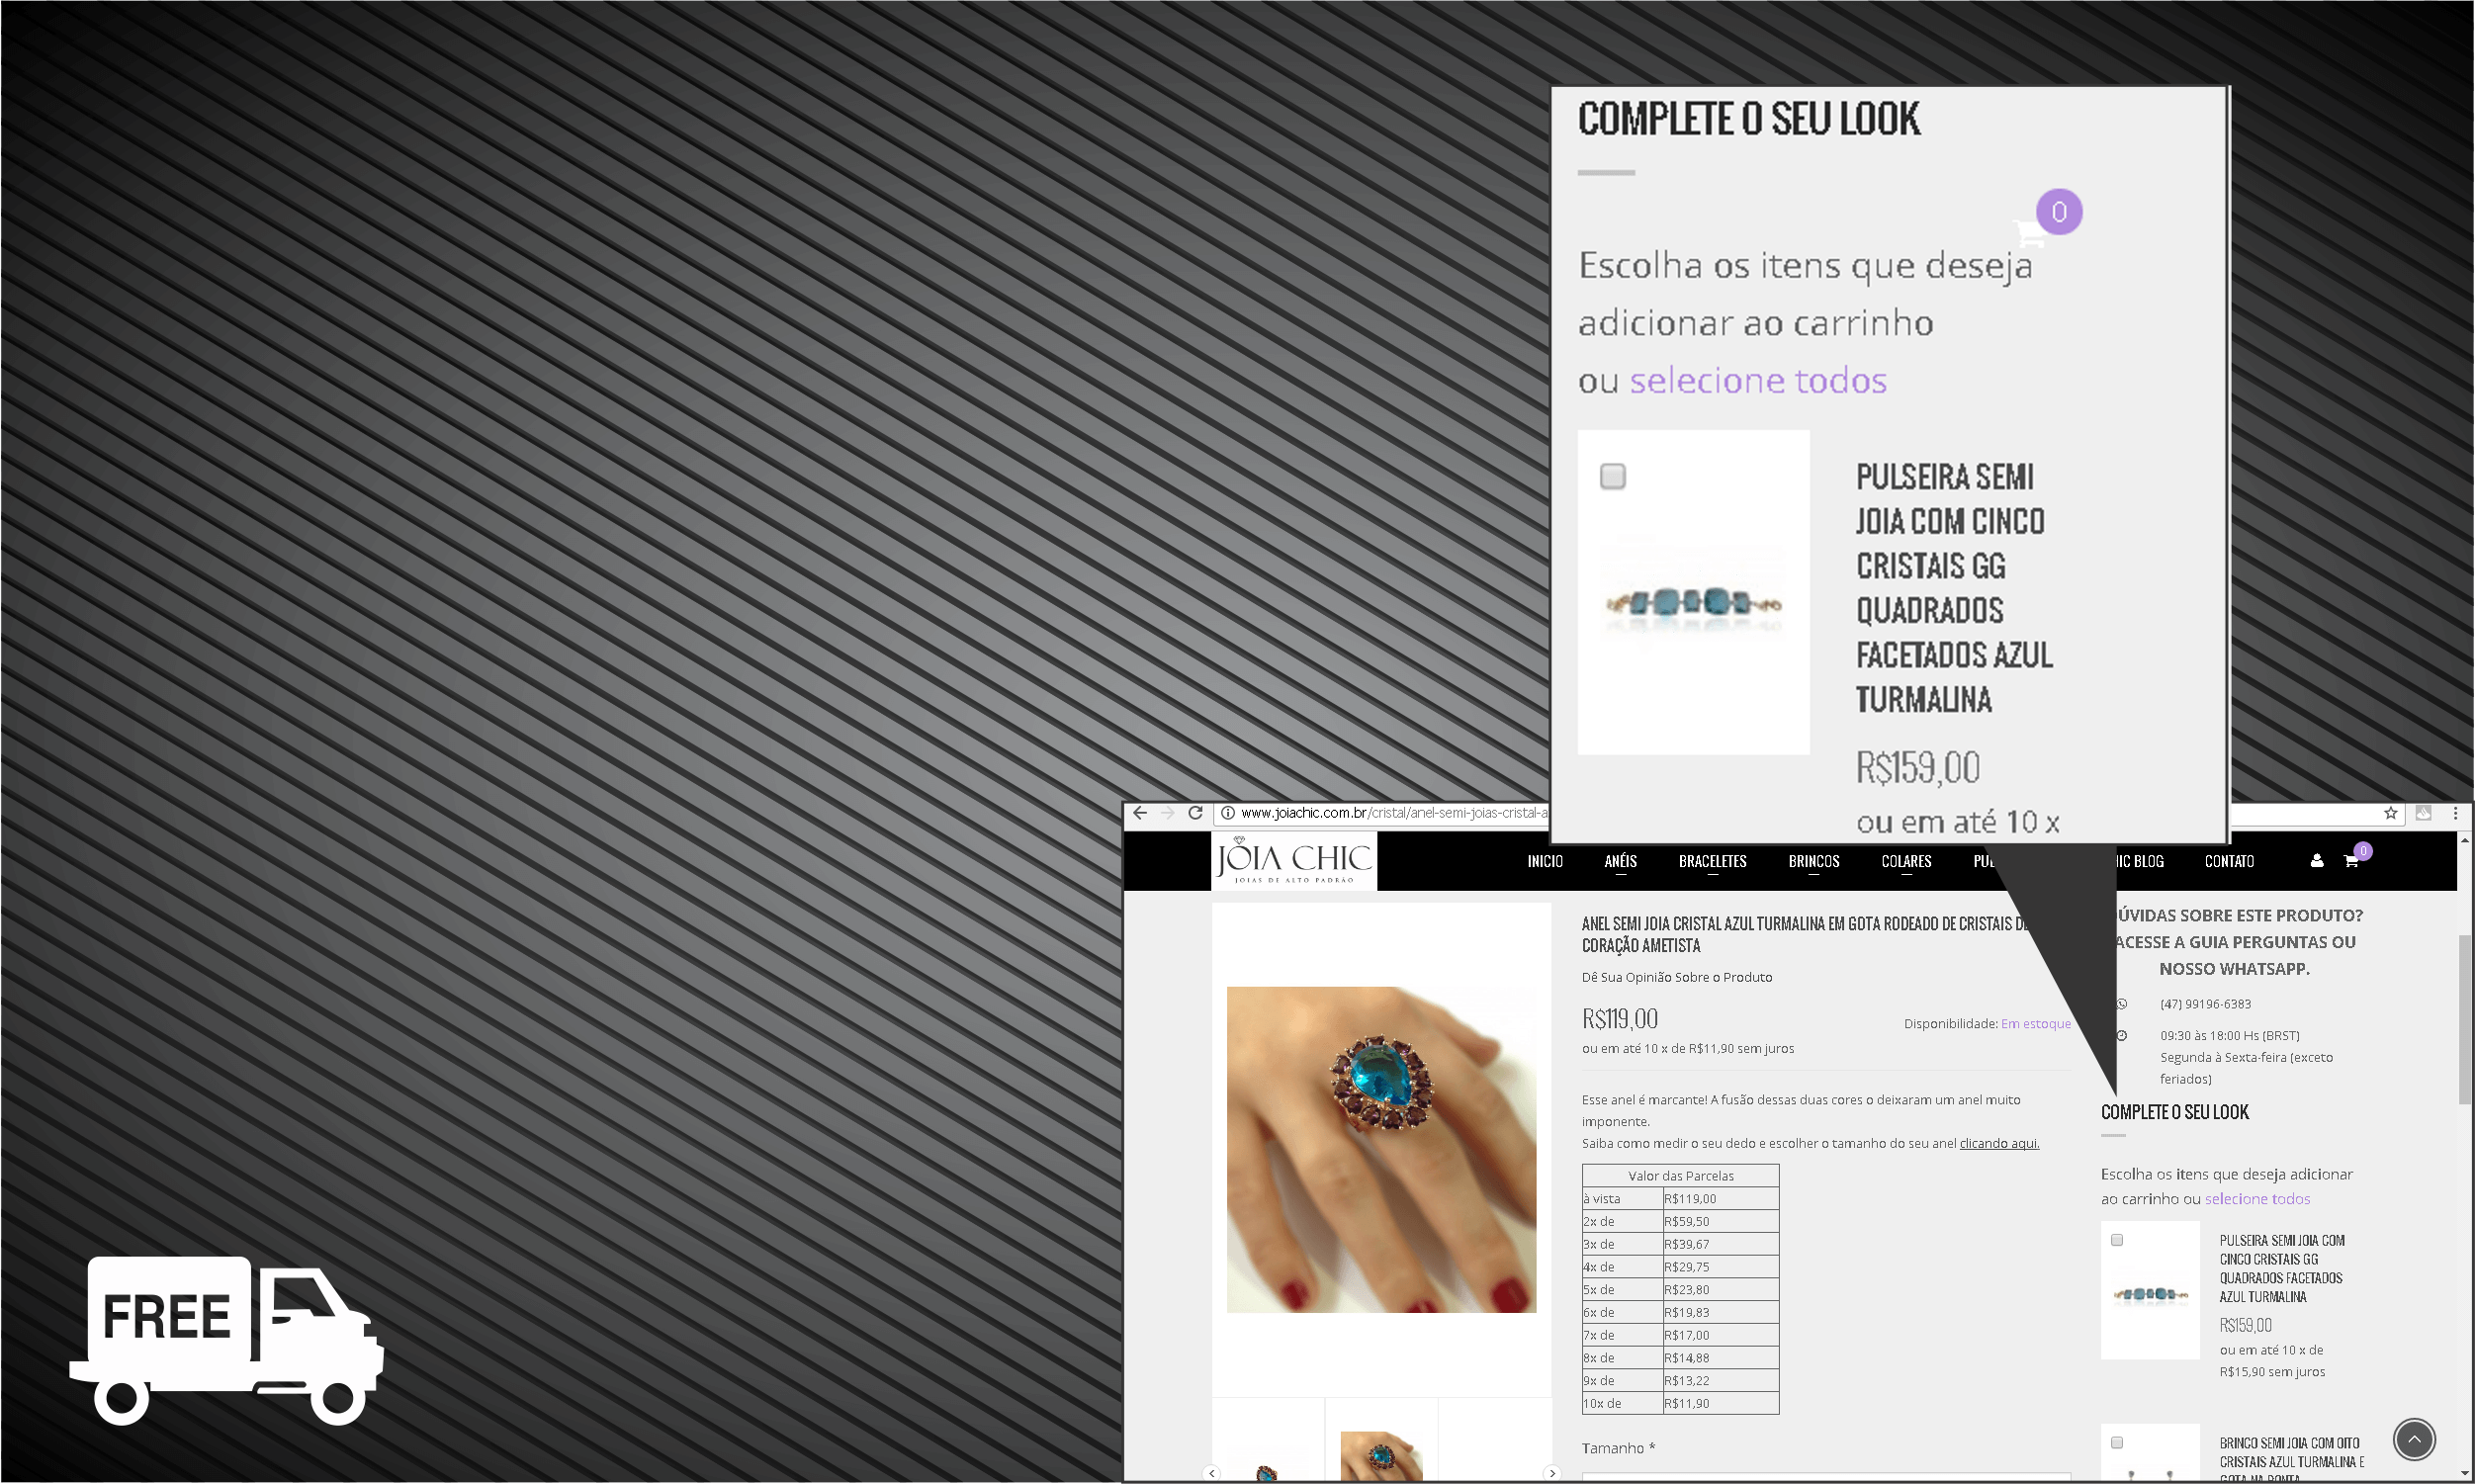 COMPLETE O SEU LOOK
0
Escolha os itens que deseja
adicionar ao carrinho
ou selecione todos
PULSEIRA SEMI
JOIA COM CINCO
CRISTAIS GG
QUADRADOS
FACETADOS AZUL
TURMALINA
R$159,00
ou em até 10 x
www.joiachic.com.br/cristal/anel-semi-joias-cristal-a
JOIA CHIC
JOIAS DE ALTO PADRÃO
INICIO ANÉIS BRACELETES BRINCOS COLARES CHIC BLOG CONTATO 0
ANEL SEMI JOIA CRISTAL AZUL TURMALINA EM GOTA RODEADO DE CRISTAIS DE
CORAÇÃO AMETISTA
Dê Sua Opinião Sobre o Produto
R$119,00
Disponibilidade: Em estoque
ou em até 10 x de R$11,90 sem juros
Esse anel é marcante! A fusão dessas duas cores o deixaram um anel muito
imponente.
Saiba como medir o seu dedo e escolher o tamanho do seu anel clicando aqui.
Valor das Parcelas
à vista R$119,00
2x de R$59,50
3x de R$39,67
4x de R$29,75
5x de R$23,80
6x de R$19,83
7x de R$17,00
8x de R$14,88
9x de R$13,22
10x de R$11,90
Tamanho *
ÚVIDAS SOBRE ESTE PRODUTO?
ACESSE A GUIA PERGUNTAS OU
NOSSO WHATSAPP.
(47) 99196-6383
09:30 às 18:00 Hs (BRST)
Segunda à Sexta-feira (exceto
feriados)
COMPLETE O SEU LOOK
Escolha os itens que deseja adicionar
ao carrinho ou selecione todos
PULSEIRA SEMI JOIA COM
CINCO CRISTAIS GG
QUADRADOS FACETADOS
AZUL TURMALINA
R$159,00
ou em até 10 x de
R$15,90 sem juros
BRINCO SEMI JOIA COM OITO
CRISTAIS AZUL TURMALINA E
GOTA NA PONTA
FREE